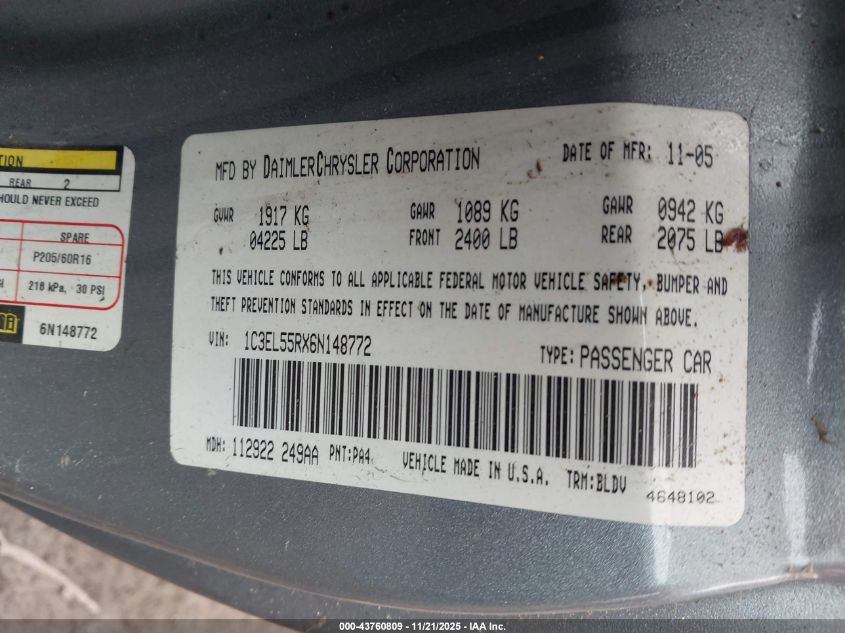 TION
REAR 2
HOULD NEVER EXCEED
SPARE
P205/60R16
218 kPa, 30 PSI
6N148772
MFD BY DAIMLERCHRYSLER CORPORATION DATE OF MFR: 11-05
GVWR 1917 KG GAWR 1089 KG GAWR 0942 KG
04225 LB FRONT 2400 LB REAR 2075 LB
THIS VEHICLE CONFORMS TO ALL APPLICABLE FEDERAL MOTOR VEHICLE SAFETY, BUMPER AND
THEFT PREVENTION STANDARDS IN EFFECT ON THE DATE OF MANUFACTURE SHOWN ABOVE.
VIN: 1C3EL55RX6N148772 TYPE: PASSENGER CAR
MDH: 112922 249AA PNT:PA4 VEHICLE MADE IN U.S.A. TRM:BLDV
4648102
000-43760809 - 11/21/2025 - IAA Inc.